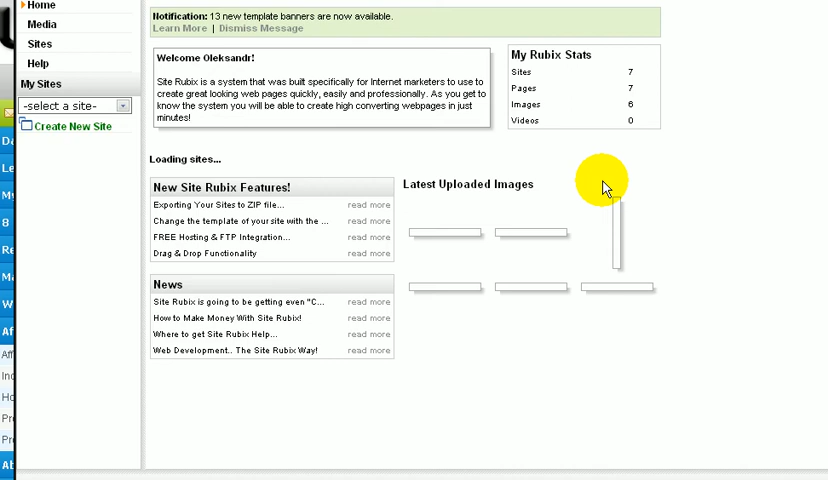 Home
Media
Sites
Help
My Sites
-select a site-
Create New Site
Notification: 13 new template banners are now available.
Learn More | Dismiss Message
Welcome Oleksandr!
Site Rubix is a system that was built specifically for Internet marketers to use to
create great looking web pages quickly, easily and professionally. As you get to
know the system you will be able to create high converting webpages in just
minutes!
My Rubix Stats
Sites 7
Pages 7
Images 6
Videos 0
Loading sites...
New Site Rubix Features!
Exporting Your Sites to ZIP file... read more
Change the template of your site with the ... read more
FREE Hosting & FTP Integration... read more
Drag & Drop Functionality read more
News
Site Rubix is going to be getting even "C... read more
How to Make Money With Site Rubix! read more
Where to get Site Rubix Help... read more
Web Development.. The Site Rubix Way! read more
Latest Uploaded Images